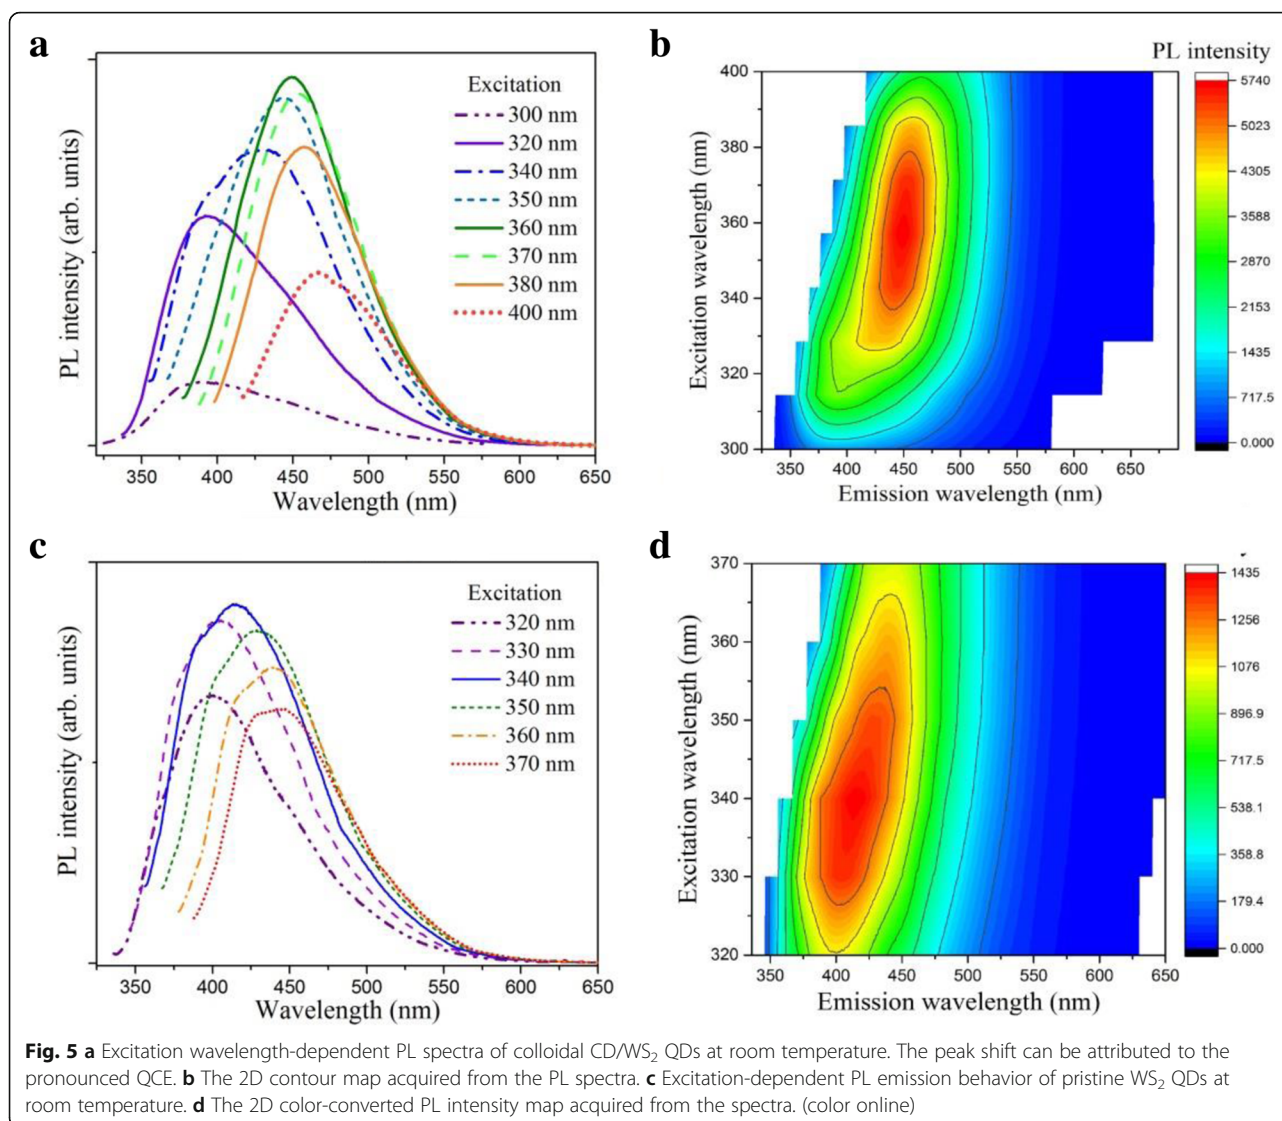 a
PL intensity (arb. units)
Excitation
300 nm
320 nm
340 nm
350 nm
360 nm
370 nm
380 nm
400 nm
350 400 450 500 550 600 650
Wavelength (nm)
b
PL intensity
Excitation wavelength (nm)
400
380
360
340
320
300
350 400 450 500 550 600 650
Emission wavelength (nm)
5740
5023
4305
3588
2870
2153
1435
717.5
0.000
c
PL intensity (arb. units)
Excitation
320 nm
330 nm
340 nm
350 nm
360 nm
370 nm
350 400 450 500 550 600 650
Wavelength (nm)
d
Excitation wavelength (nm)
370
360
350
340
330
320
350 400 450 500 550 600 650
Emission wavelength (nm)
1435
1256
1076
896.9
717.5
538.1
358.8
179.4
0.000
Fig. 5 a Excitation wavelength-dependent PL spectra of colloidal CD/WS₂ QDs at room temperature. The peak shift can be attributed to the
pronounced QCE. b The 2D contour map acquired from the PL spectra. c Excitation-dependent PL emission behavior of pristine WS₂ QDs at
room temperature. d The 2D color-converted PL intensity map acquired from the spectra. (color online)